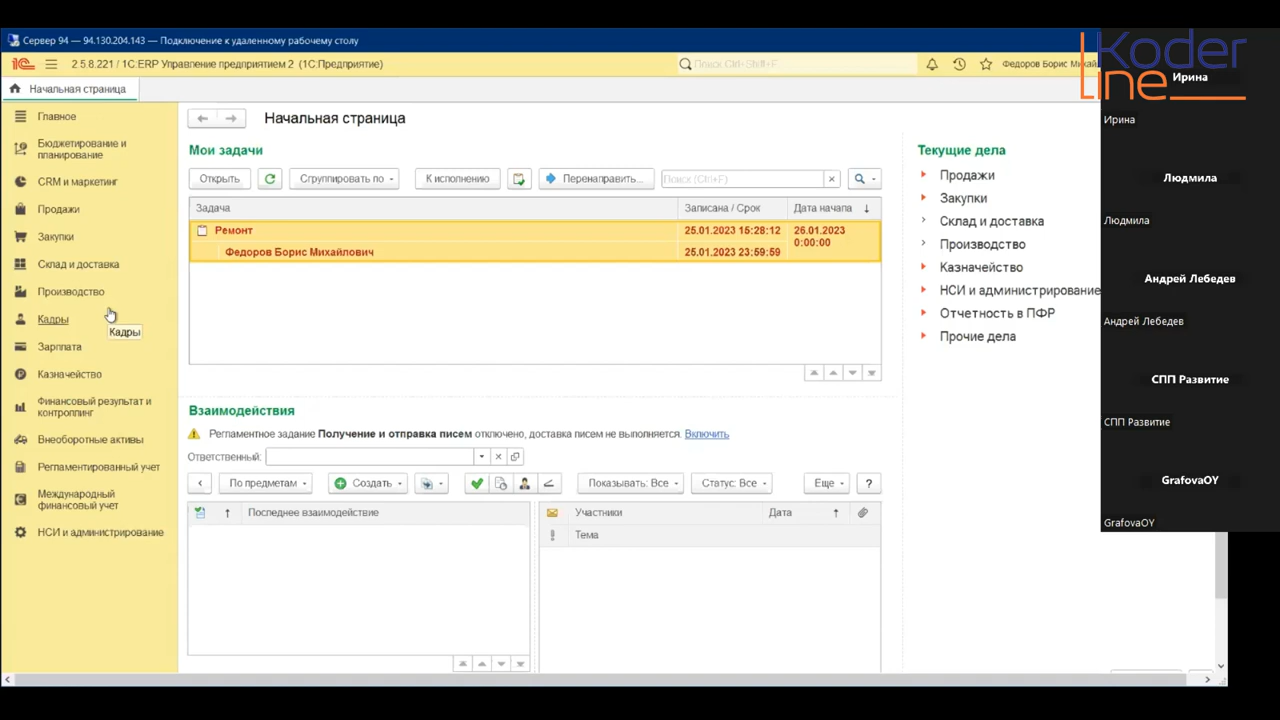 Сервер 94 — 94.130.204.143 — Подключение к удаленному рабочему столу
2 5.8.221 / 1С:ERP Управление предприятием 2 (1С:Предприятие)
Поиск Ctrl+Shift+F
Федоров Борис Михай
Koder
line
Начальная страница
Главное
Бюджетирование и
планирование
CRM и маркетинг
Продажи
Закупки
Склад и доставка
Производство
Кадры
Кадры
Зарплата
Казначейство
Финансовый результат и
контроллинг
Внеоборотные активы
Регламентированный учет
Международный
финансовый учет
НСИ и администрирование
Начальная страница
Мои задачи
Открыть
Сгруппировать по
К исполнению
Перенаправить...
Поиск (Ctrl+F)
Задача
Записана / Срок
Дата начала
Ремонт
25.01.2023 15:28:12
26.01.2023
0:00:00
Федоров Борис Михайлович
25.01.2023 23:59:59
Взаимодействия
Регламентное задание Получение и отправка писем отключено, доставка писем не выполняется. Включить
Ответственный:
По предметам
Создать
Показывать: Все
Статус: Все
Еще
?
Последнее взаимодействие
Участники
Дата
Тема
Текущие дела
Продажи
Закупки
Склад и доставка
Производство
Казначейство
НСИ и администрирование
Отчетность в ПФР
Прочие дела
Ирина
Ирина
Людмила
Людмила
Андрей Лебедев
Андрей Лебедев
СПП Развитие
СПП Развитие
GrafovaOY
GrafovaOY